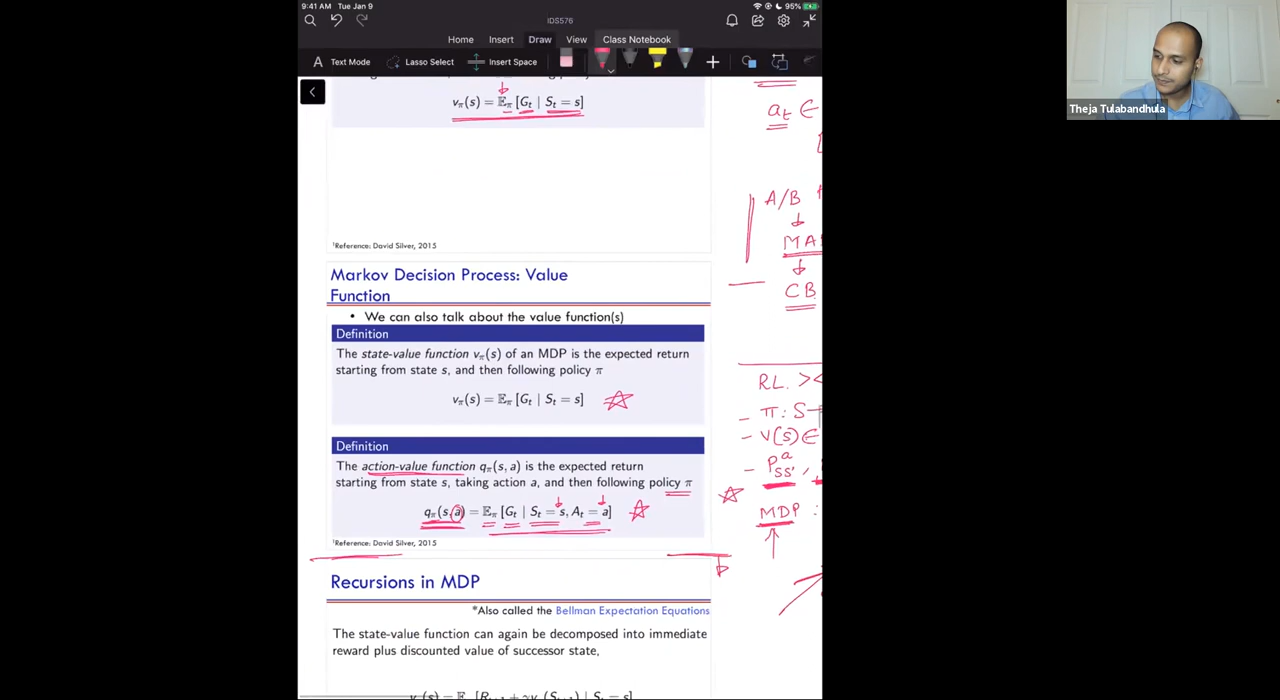 9:41 AM Tue Jan 9
95%
IDS576
Home Insert Draw View Class Notebook
Text Mode Lasso Select Insert Space
vπ(s) = 𝔼π [Gt | St = s]
¹Reference: David Silver, 2015
Markov Decision Process: Value
Function
• We can also talk about the value function(s)
Definition
The state-value function vπ(s) of an MDP is the expected return
starting from state s, and then following policy π
vπ(s) = 𝔼π [Gt | St = s]
Definition
The action-value function qπ(s, a) is the expected return
starting from state s, taking action a, and then following policy π
qπ(s, a) = 𝔼π [Gt | St = s, At = a]
¹Reference: David Silver, 2015
Recursions in MDP
*Also called the Bellman Expectation Equations
The state-value function can again be decomposed into immediate
reward plus discounted value of successor state,
at ∈
A/B
MA
CB
RL.
- π: S
- V(s) ∈
- Pᵃss' ,
MDP :
Theja Tulabandhula